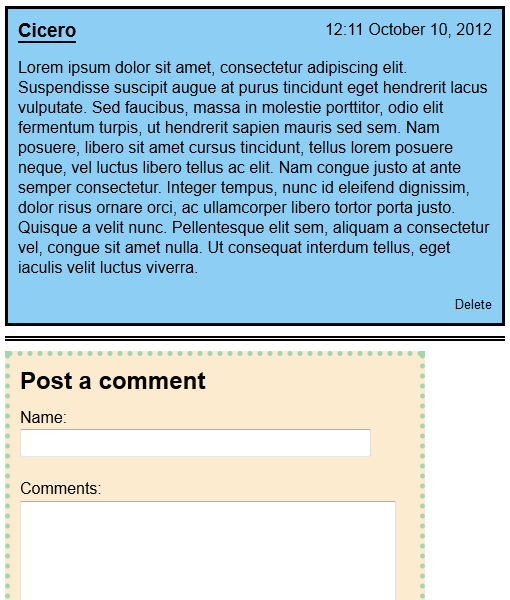 Cicero 12:11 October 10, 2012
Lorem ipsum dolor sit amet, consectetur adipiscing elit.
Suspendisse suscipit augue at purus tincidunt eget hendrerit lacus
vulputate. Sed faucibus, massa in molestie porttitor, odio elit
fermentum turpis, ut hendrerit sapien mauris sed sem. Nam
posuere, libero sit amet cursus tincidunt, tellus lorem posuere
neque, vel luctus libero tellus ac elit. Nam congue justo at ante
semper consectetur. Integer tempus, nunc id eleifend dignissim,
dolor risus ornare orci, ac ullamcorper libero tortor porta justo.
Quisque a velit nunc. Pellentesque elit sem, aliquam a consectetur
vel, congue sit amet nulla. Ut consequat interdum tellus, eget
iaculis velit luctus viverra.
Delete
Post a comment
Name:
Comments: